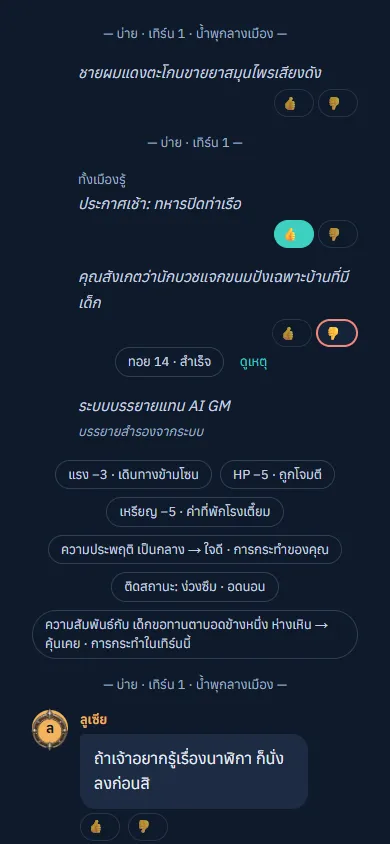 — บ่าย · เทิร์น 1 · น้ำพุกลางเมือง —
ชายผมแดงตะโกนขายยาสมุนไพรเสียงดัง
— บ่าย · เทิร์น 1 —
ทั้งเมืองรู้
ประกาศเช้า: ทหารปิดท่าเรือ
คุณสังเกตว่านักบวชแจกขนมปังเฉพาะบ้านที่มี
เด็ก
ทอย 14 · สำเร็จ
ดูเหตุ
ระบบบรรยายแทน AI GM
บรรยายสำรองจากระบบ
แรง −3 · เดินทางข้ามโซน
HP −5 · ถูกโจมตี
เหรียญ −5 · ค่าที่พักโรงเตี๊ยม
ความประพฤติ เป็นกลาง → ใจดี · การกระทำของคุณ
ติดสถานะ: ง่วงซึม · อดนอน
ความสัมพันธ์กับ เด็กขอทานตาบอดข้างหนึ่ง ห่างเหิน →
คุ้นเคย · การกระทำในเทิร์นนี้
— บ่าย · เทิร์น 1 · น้ำพุกลางเมือง —
ล
ลูเซีย
ถ้าเจ้าอยากรู้เรื่องนาฬิกา ก็นั่ง
ลงก่อนสิ